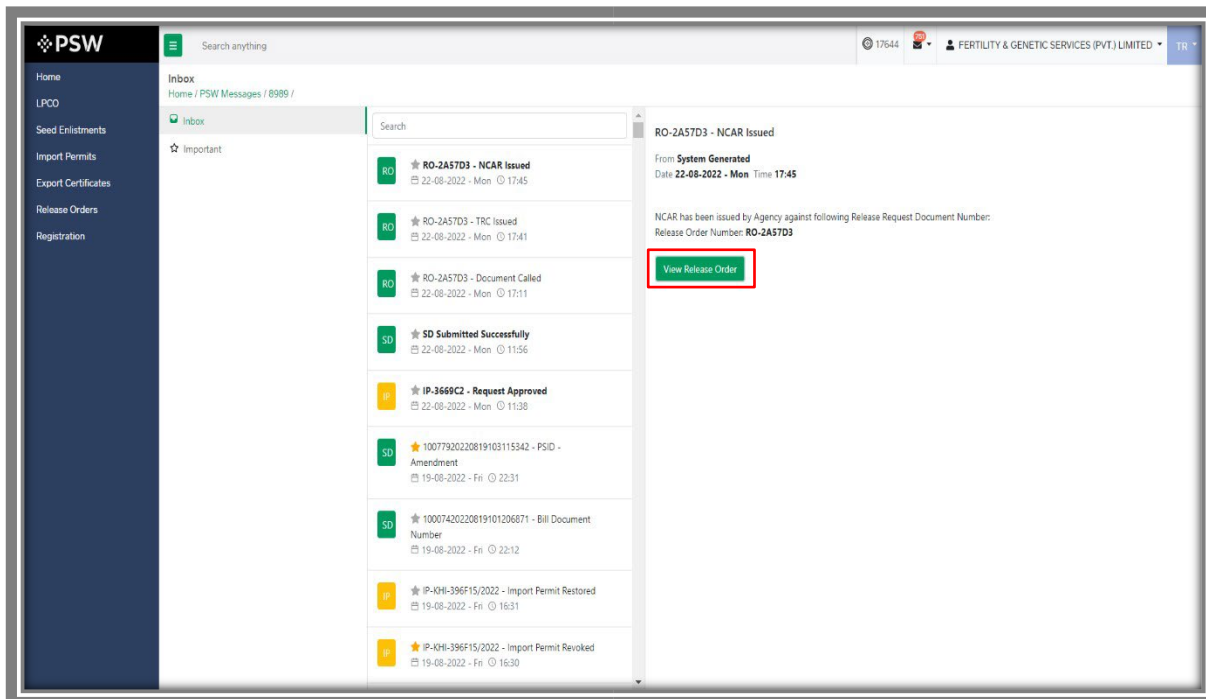 PSW
Search anything
17644
FERTILITY & GENETIC SERVICES (PVT.) LIMITED
TR
Home
LPCO
Seed Enlistments
Import Permits
Export Certificates
Release Orders
Registration
Inbox
Home / PSW Messages / 8989 /
Inbox
Important
Search
RO
RO-2A57D3 - NCAR Issued
22-08-2022 - Mon 17:45
RO
RO-2A57D3 - TRC Issued
22-08-2022 - Mon 17:41
RO
RO-2A57D3 - Document Called
22-08-2022 - Mon 17:11
SD
SD Submitted Successfully
22-08-2022 - Mon 11:56
IP
IP-3669C2 - Request Approved
22-08-2022 - Mon 11:38
SD
10077920220819103115342 - PSID -
Amendment
19-08-2022 - Fri 22:31
SD
10007420220819101206871 - Bill Document
Number
19-08-2022 - Fri 22:12
IP
IP-KHI-396F15/2022 - Import Permit Restored
19-08-2022 - Fri 16:31
IP
IP-KHI-396F15/2022 - Import Permit Revoked
19-08-2022 - Fri 16:30
RO-2A57D3 - NCAR Issued
From System Generated
Date 22-08-2022 - Mon Time 17:45
NCAR has been issued by Agency against following Release Request Document Number:
Release Order Number: RO-2A57D3
View Release Order